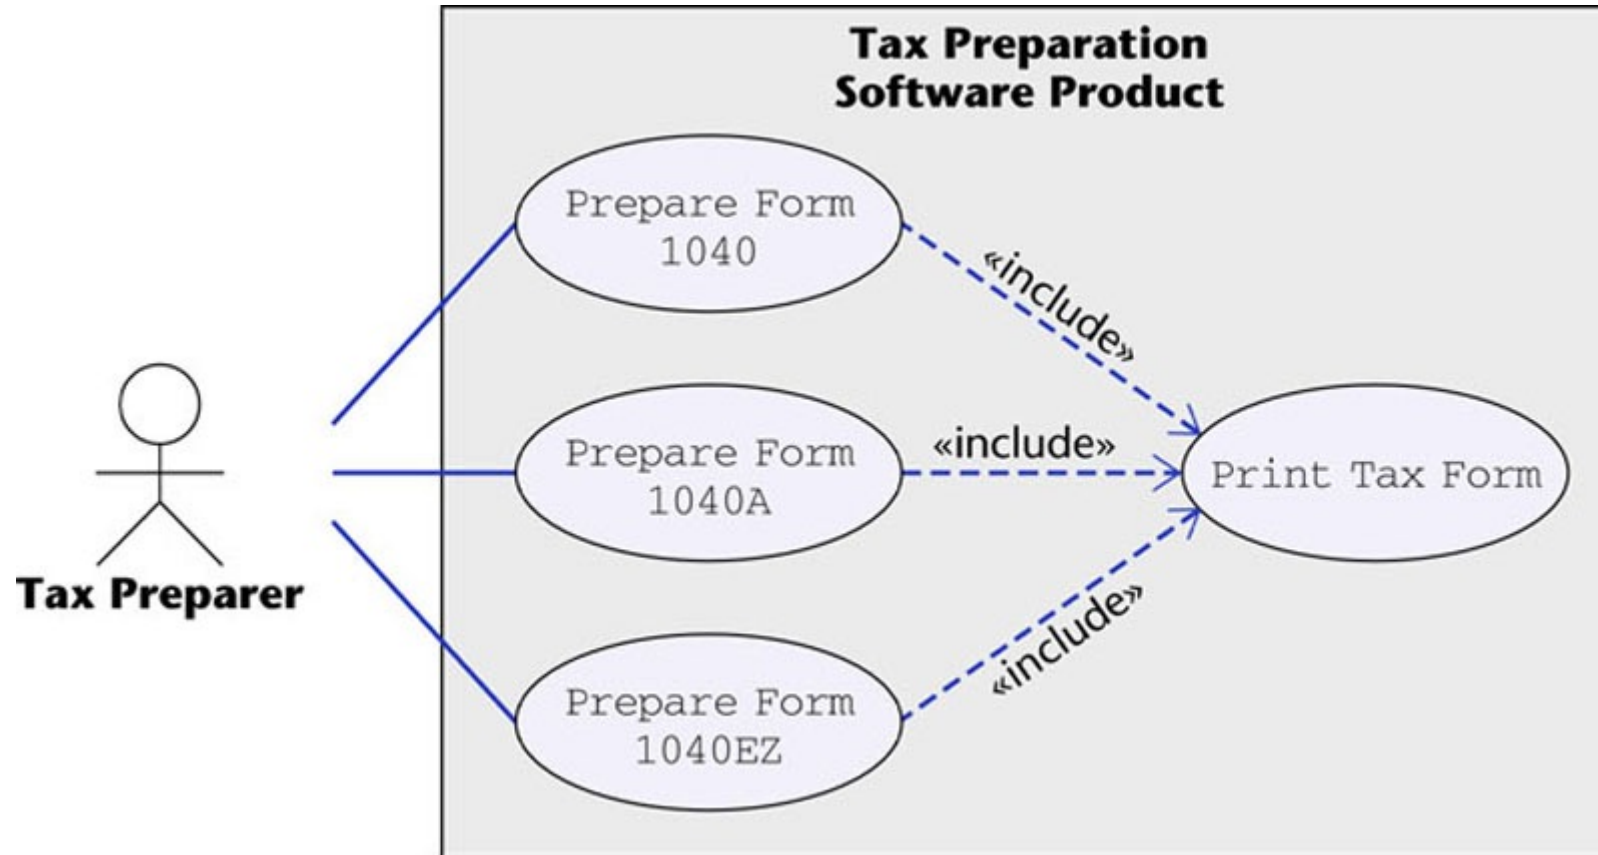 Tax Preparation
Software Product
Prepare Form
1040
«include»
Prepare Form
1040A
«include»
Print Tax Form
Tax Preparer
«include»
Prepare Form
1040EZ